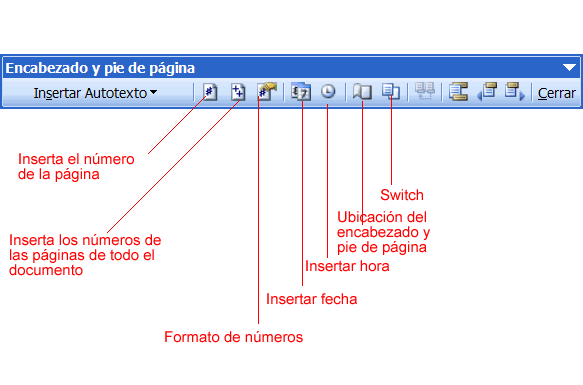 Encabezado y pie de página
Insertar Autotexto
Cerrar
Inserta el número
de la página
Switch
Ubicación del
encabezado y
pie de página
Inserta los números de
las páginas de todo el
documento
Insertar hora
Insertar fecha
Formato de números